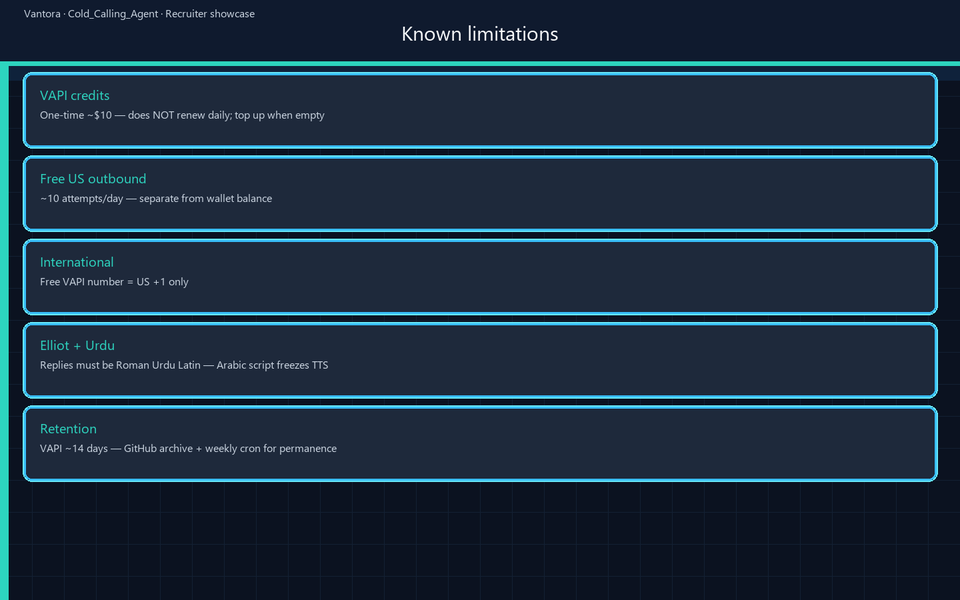 Vantora · Cold_Calling_Agent · Recruiter showcase
Known limitations
VAPI credits
One-time ~$10 — does NOT renew daily; top up when empty
Free US outbound
~10 attempts/day — separate from wallet balance
International
Free VAPI number = US +1 only
Elliot + Urdu
Replies must be Roman Urdu Latin — Arabic script freezes TTS
Retention
VAPI ~14 days — GitHub archive + weekly cron for permanence